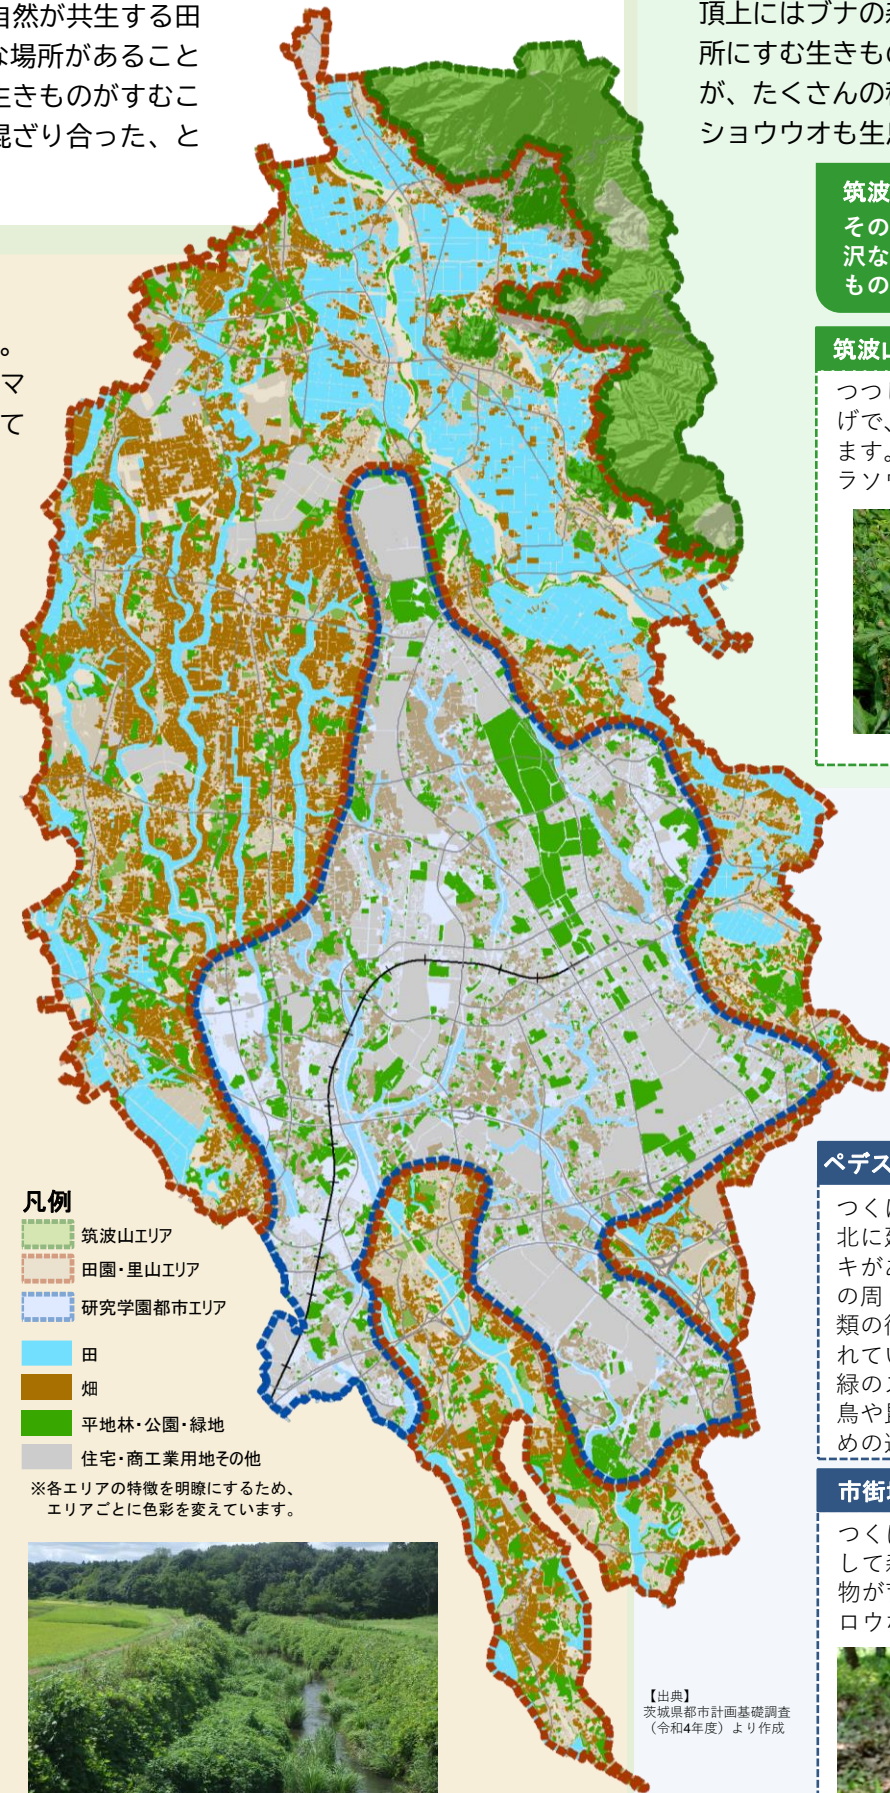 自然が共生する田
な場所があること
生きものがすむこ
混ざり合った、と
頂上にはブナの
所にすむ生きもの
が、たくさんの
ショウウオも生
。
マ
て
筑波
その
沢な
もの
筑波山
つつ
げで、
ます。
ラソウ
凡例
筑波山エリア
田園・里山エリア
研究学園都市エリア
田
畑
平地林・公園・緑地
住宅・商工業用地その他
※各エリアの特徴を明瞭にするため、
エリアごとに色彩を変えています。
ペデス
つくば
北に延
キがあ
の周
類の
れてい
緑の
鳥や
めの
市街
つくば
して
物が
ロウ
【出典】
茨城県都市計画基礎調査
（令和4年度）より作成